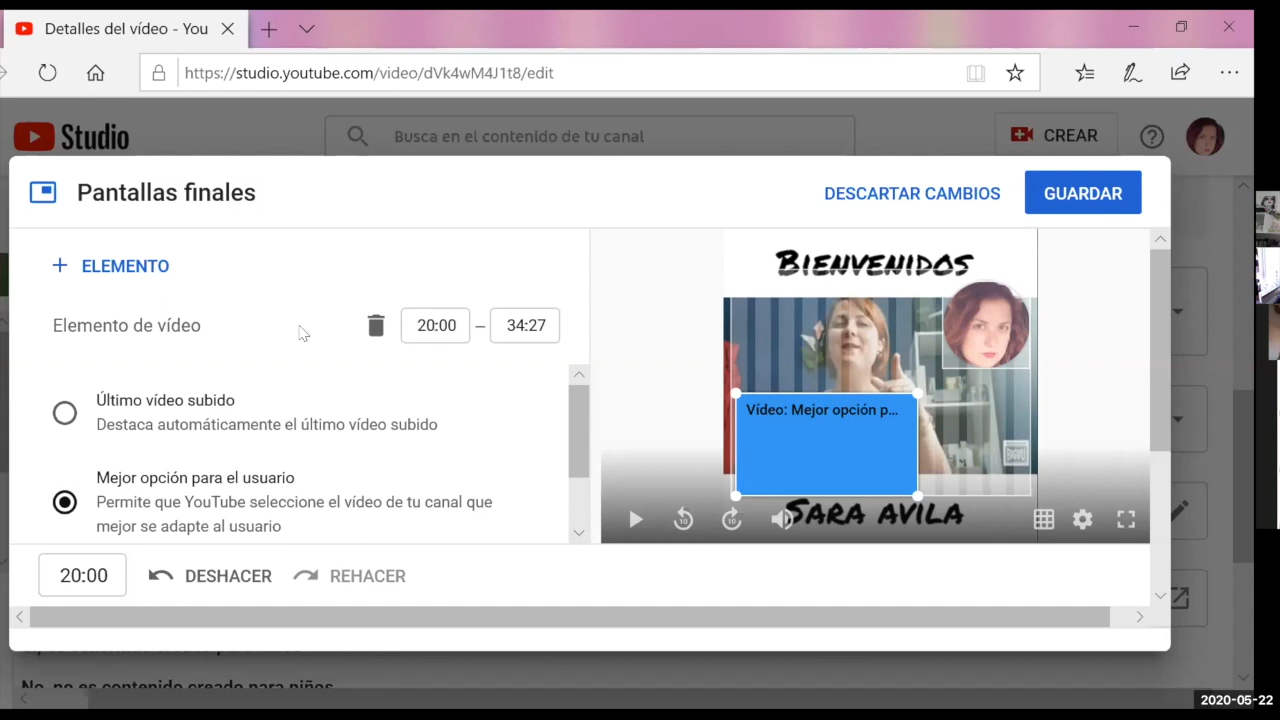 Detalles del vídeo - You
https://studio.youtube.com/video/dVk4wM4J1t8/edit
Studio
Busca en el contenido de tu canal
CREAR
Pantallas finales
DESCARTAR CAMBIOS
GUARDAR
+ ELEMENTO
Elemento de vídeo
20:00 – 34:27
Último vídeo subido
Destaca automáticamente el último vídeo subido
Mejor opción para el usuario
Permite que YouTube seleccione el vídeo de tu canal que
mejor se adapte al usuario
Bienvenidos
Vídeo: Mejor opción p...
Sara Avila
10
10
20:00
DESHACER
REHACER
No, no es contenido creado para niños
2020-05-22